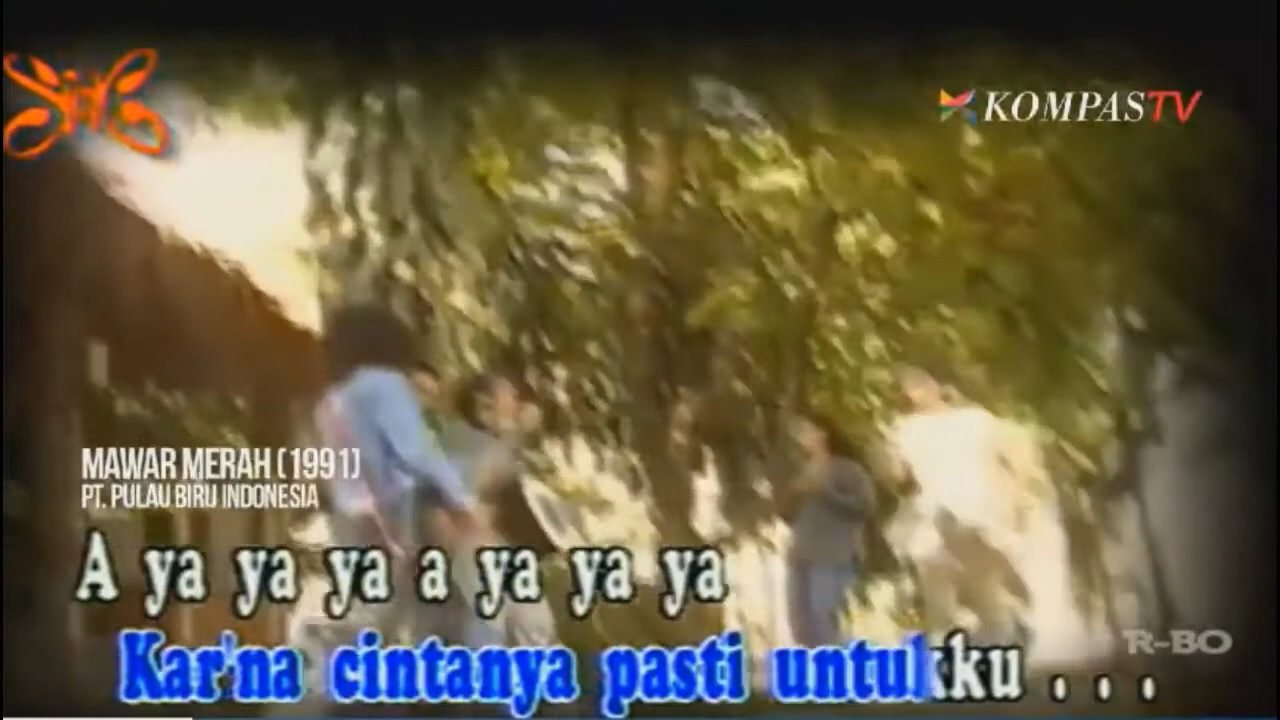 KOMPASTV
MAWAR MERAH (1991)
PT. PULAU BIRU INDONESIA
A ya ya ya a ya ya ya
R-BO
Kar'na cintanya pasti untukku . . .